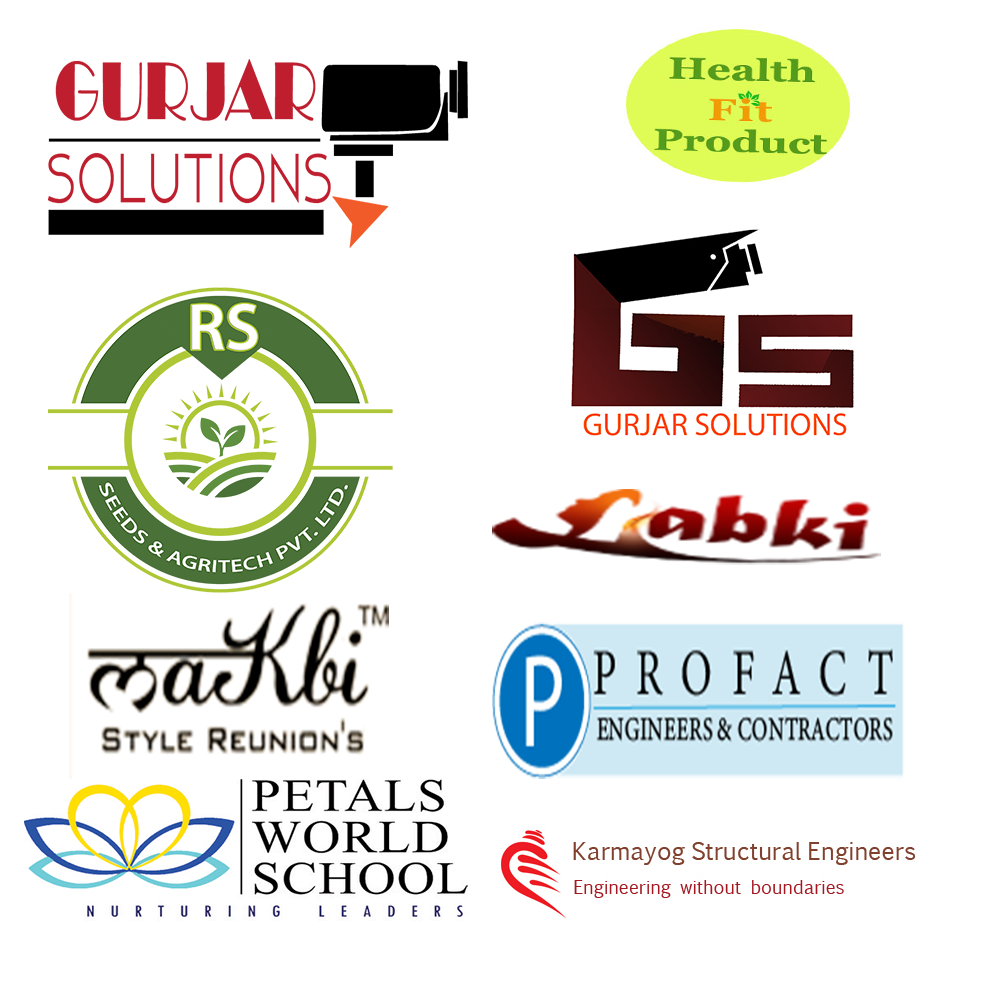 GURJAR
SOLUTIONS
Health
Fit
Product
RS
SEEDS & AGRITECH PVT. LTD.
GS
GURJAR SOLUTIONS
Labki
maKbi™
STYLE REUNION'S
P
PROFACT
ENGINEERS & CONTRACTORS
PETALS
WORLD
SCHOOL
NURTURING LEADERS
Karmayog Structural Engineers
Engineering without boundaries